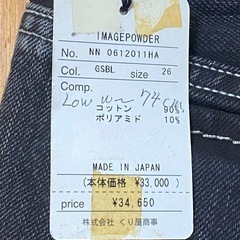 IMAGEPOWDER
No. NN 0612011HA
Col. GSBL size 26
Comp.
Low 74cms
コットン 90%
ポリアミド 10%
MADE IN JAPAN
(本体価格 ¥33,000 )
price ¥34,650
株式会社 くり屋商事